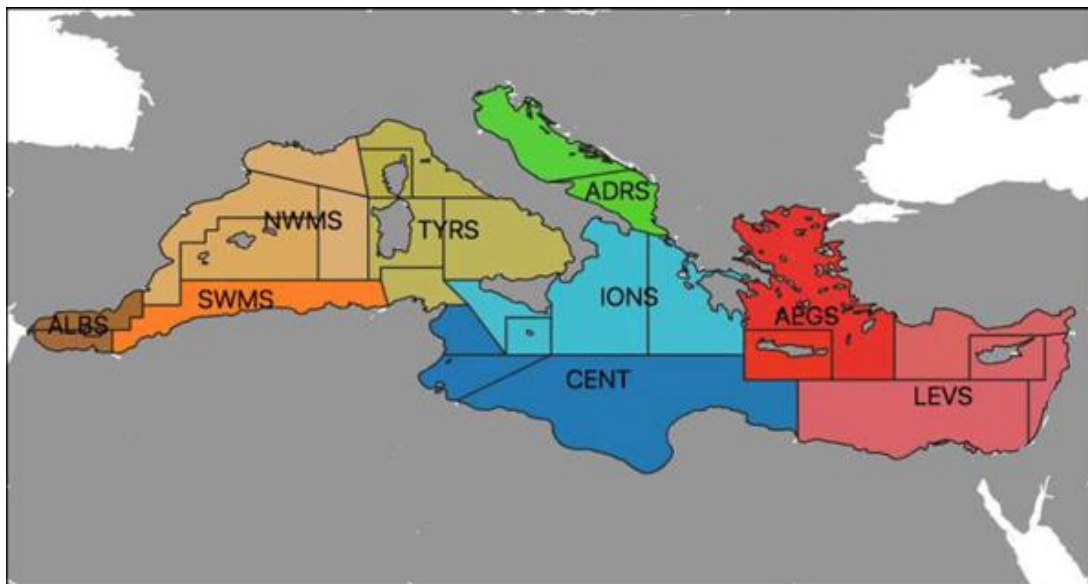 ADRS
NWMS
TYRS
SWMS
IONS
ALBS
AEGS
CENT
LEVS